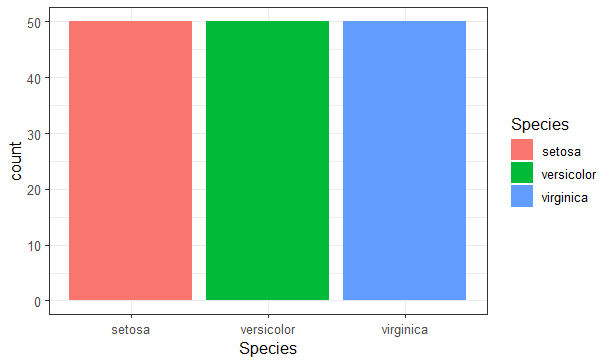 count
50
40
30
20
10
0
setosa
versicolor
virginica
Species
Species
setosa
versicolor
virginica